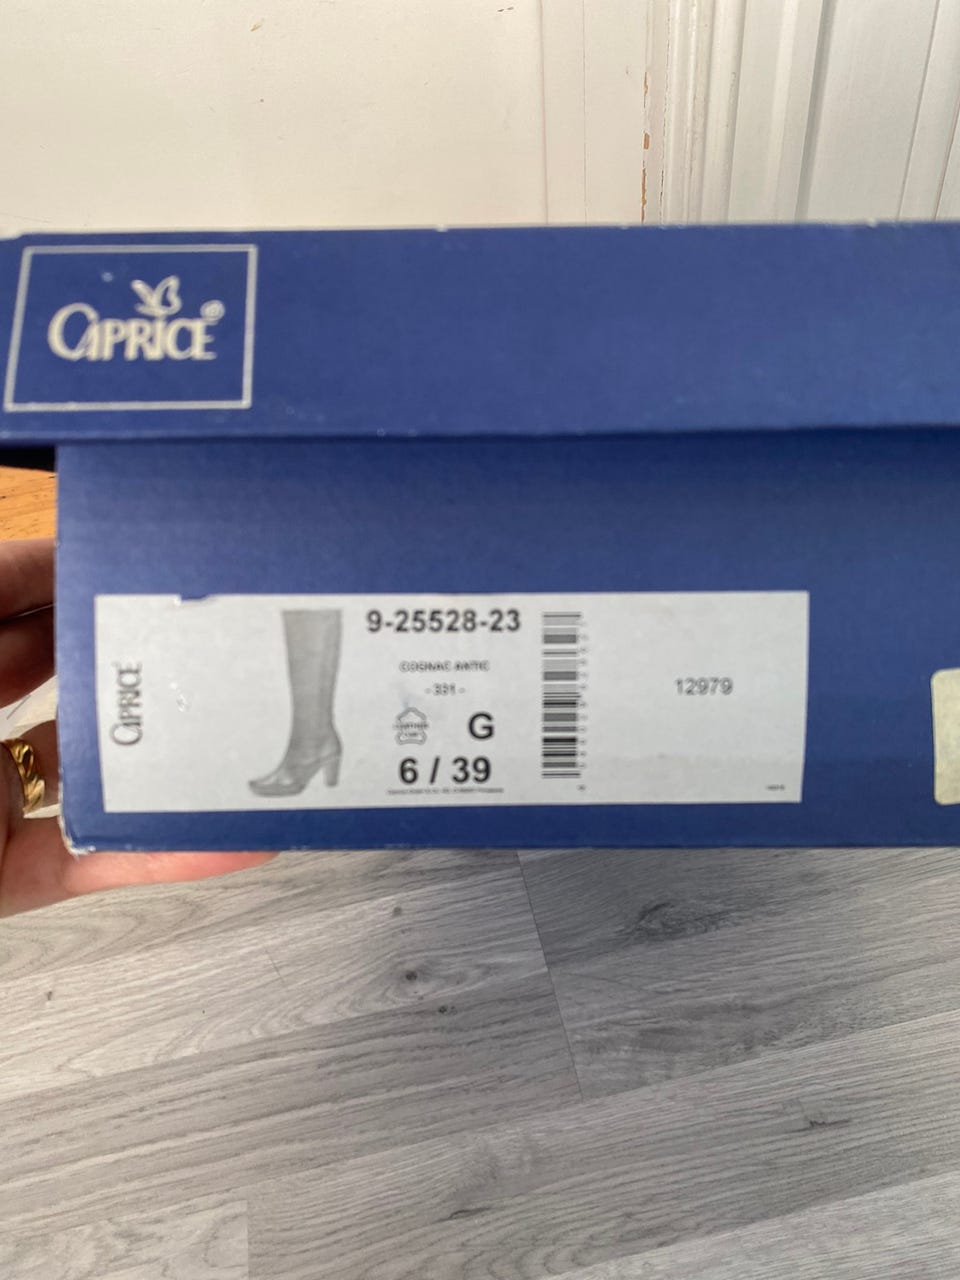 CAPRICE®
CAPRICE
9-25528-23
COGNAC ANTIC
- 331 -
G
6 / 39
12979